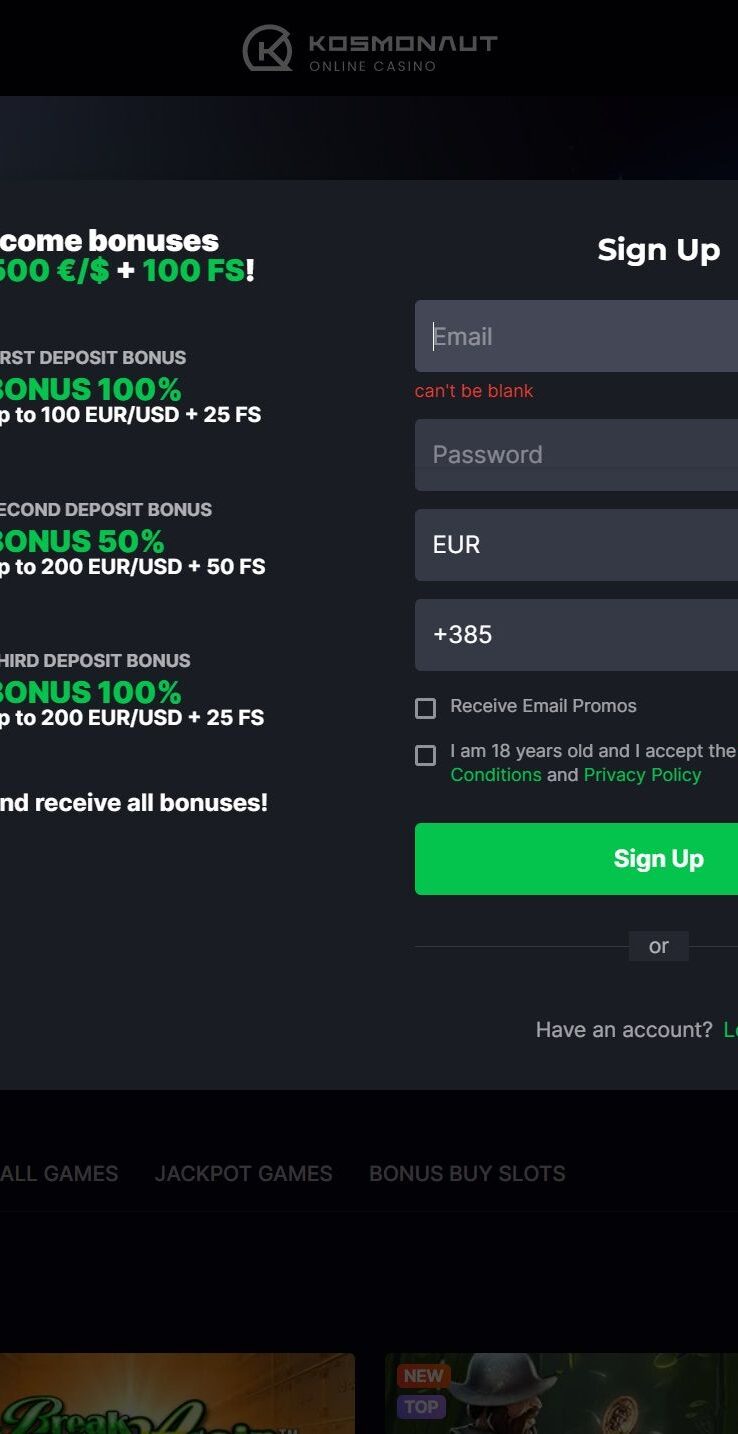 KOSMONAUT
ONLINE CASINO
come bonuses
500 €/$ + 100 FS!
RST DEPOSIT BONUS
BONUS 100%
p to 100 EUR/USD + 25 FS
ECOND DEPOSIT BONUS
BONUS 50%
p to 200 EUR/USD + 50 FS
HIRD DEPOSIT BONUS
BONUS 100%
p to 200 EUR/USD + 25 FS
nd receive all bonuses!
Sign Up
Email
can't be blank
Password
EUR
+385
Receive Email Promos
I am 18 years old and I accept the
Conditions and Privacy Policy
Sign Up
or
Have an account? Lo
ALL GAMES JACKPOT GAMES BONUS BUY SLOTS
Break Again™
NEW
TOP